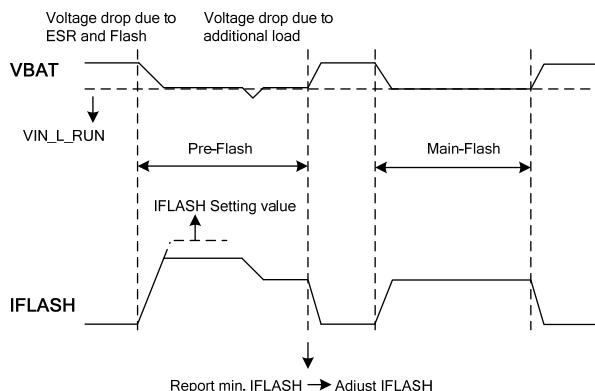 Voltage drop due to
ESR and Flash
Voltage drop due to
additional load
VBAT
VIN_L_RUN
Pre-Flash
Main-Flash
IFLASH Setting value
IFLASH
Report min. IFLASH → Adjust IFLASH